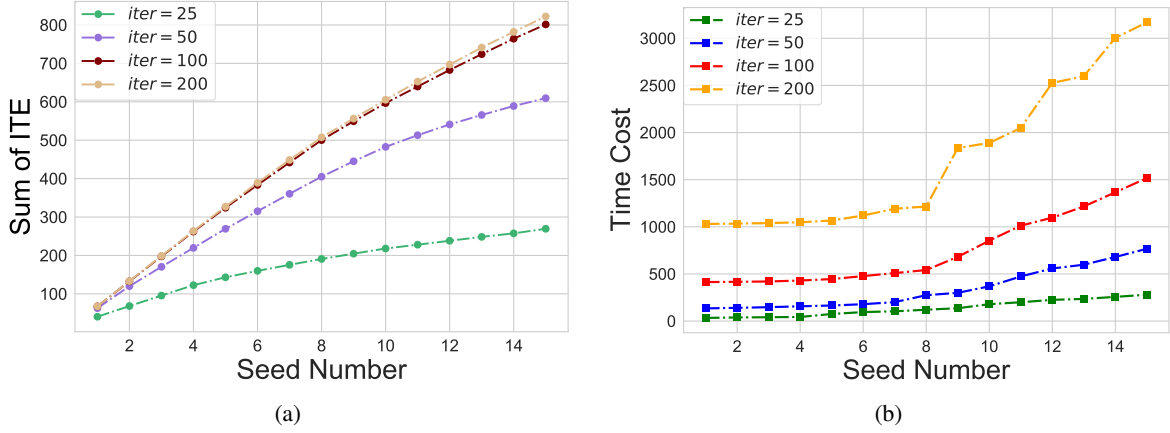 iter = 25
iter = 50
iter = 100
iter = 200
Sum of ITE
800
700
600
500
400
300
200
100
2 4 6 8 10 12 14
Seed Number
(a)
iter = 25
iter = 50
iter = 100
iter = 200
Time Cost
3000
2500
2000
1500
1000
500
0
2 4 6 8 10 12 14
Seed Number
(b)